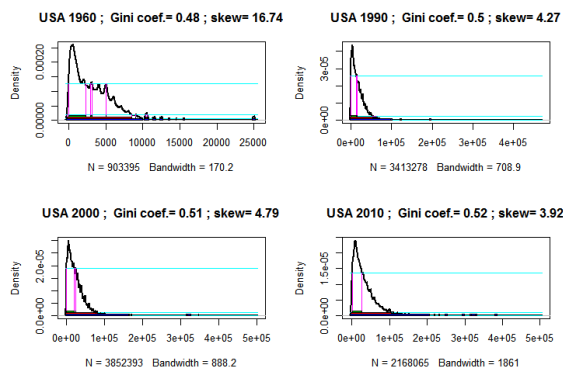 USA 1960 ; Gini coef.= 0.48 ; skew= 16.74
Density
0.00000 0.00020
0 5000 10000 15000 20000 25000
N = 903395 Bandwidth = 170.2
USA 1990 ; Gini coef.= 0.5 ; skew= 4.27
Density
0e+00 3e-05
0e+00 1e+05 2e+05 3e+05 4e+05
N = 3413278 Bandwidth = 708.9
USA 2000 ; Gini coef.= 0.51 ; skew= 4.79
Density
0.0e+00 2.0e-05
0e+00 1e+05 2e+05 3e+05 4e+05 5e+05
N = 3852393 Bandwidth = 888.2
USA 2010 ; Gini coef.= 0.52 ; skew= 3.92
Density
0.0e+00 1.5e-05
0e+00 1e+05 2e+05 3e+05 4e+05 5e+05
N = 2168065 Bandwidth = 1861